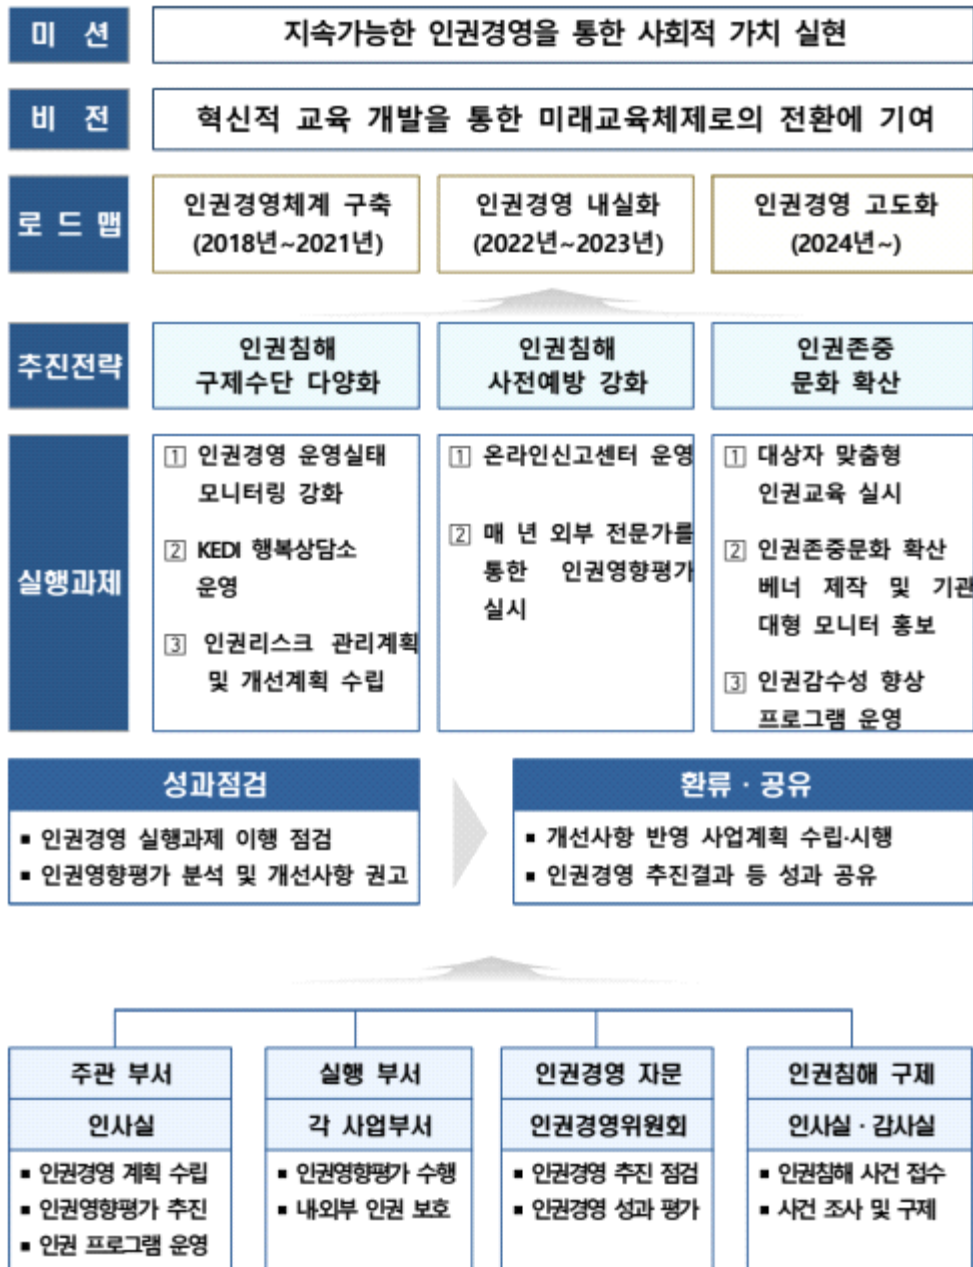 미 션
지속가능한 인권경영을 통한 사회적 가치 실현
비 전
혁신적 교육 개발을 통한 미래교육체제로의 전환에 기여
로 드 맵
인권경영체계 구축
(2018년~2021년)
인권경영 내실화
(2022년~2023년)
인권경영 고도화
(2024년~)
추진전략
인권침해
구제수단 다양화
인권침해
사전예방 강화
인권존중
문화 확산
실행과제
1 인권경영 운영실태
모니터링 강화
2 KEDI 행복상담소
운영
3 인권리스크 관리계획
및 개선계획 수립
1 온라인신고센터 운영
2 매 년 외부 전문가를
통한 인권영향평가
실시
1 대상자 맞춤형
인권교육 실시
2 인권존중문화 확산
베너 제작 및 기관
대형 모니터 홍보
3 인권감수성 향상
프로그램 운영
성과점검
▪ 인권경영 실행과제 이행 점검
▪ 인권영향평가 분석 및 개선사항 권고
환류 · 공유
▪ 개선사항 반영 사업계획 수립·시행
▪ 인권경영 추진결과 등 성과 공유
주관 부서
인사실
▪ 인권경영 계획 수립
▪ 인권영향평가 추진
▪ 인권 프로그램 운영
실행 부서
각 사업부서
▪ 인권영향평가 수행
▪ 내·외부 인권 보호
인권경영 자문
인권경영위원회
▪ 인권경영 추진 점검
▪ 인권경영 성과 평가
인권침해 구제
인사실 · 감사실
▪ 인권침해 사건 접수
▪ 사건 조사 및 구제